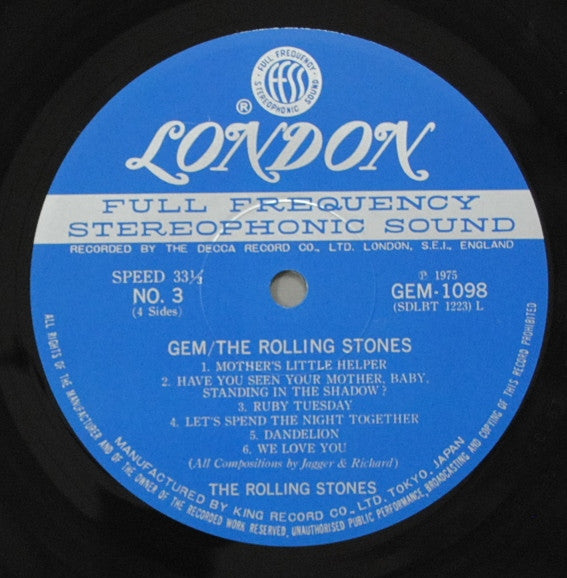 FULL FREQUENCY
FFSS
STEREOPHONIC SOUND
®
LONDON
FULL FREQUENCY
STEREOPHONIC SOUND
RECORDED BY THE DECCA RECORD CO., LTD. LONDON, S.E.I., ENGLAND
SPEED 33⅓
NO. 3
(4 Sides)
℗ 1975
GEM-1098
(SDLBT 1223) L
GEM/THE ROLLING STONES
1. MOTHER'S LITTLE HELPER
2. HAVE YOU SEEN YOUR MOTHER, BABY,
STANDING IN THE SHADOW?
3. RUBY TUESDAY
4. LET'S SPEND THE NIGHT TOGETHER
5. DANDELION
6. WE LOVE YOU
(All Compositions by Jagger & Richard)
THE ROLLING STONES
MANUFACTURED BY KING RECORD CO., LTD. TOKYO, JAPAN
ALL RIGHTS OF THE MANUFACTURER AND OF THE OWNER OF THE RECORDED WORK RESERVED. UNAUTHORISED PUBLIC PERFORMANCE, BROADCASTING AND COPYING OF THIS RECORD PROHIBITED